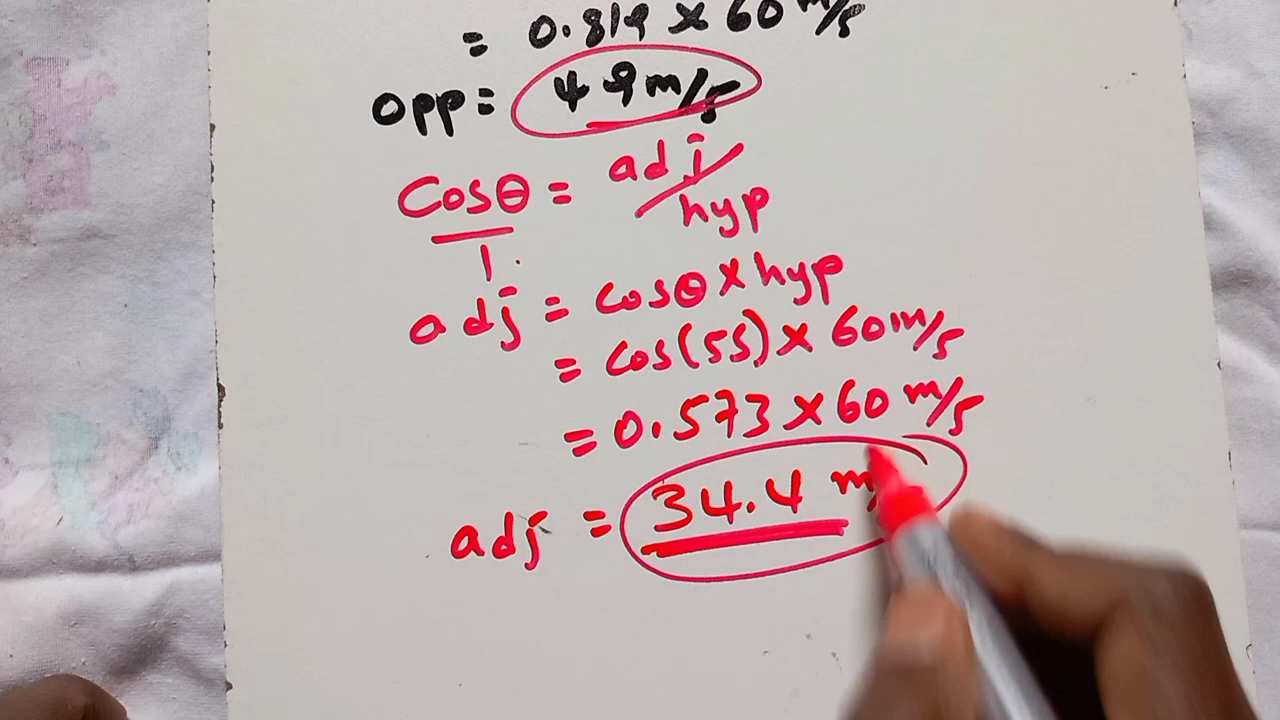 = 0.819 × 60 m/s
opp = 49 m/s
Cosθ = adj/hyp
1
adj = cosθ × hyp
= cos(55) × 60 m/s
= 0.573 × 60 m/s
adj = 34.4 m/